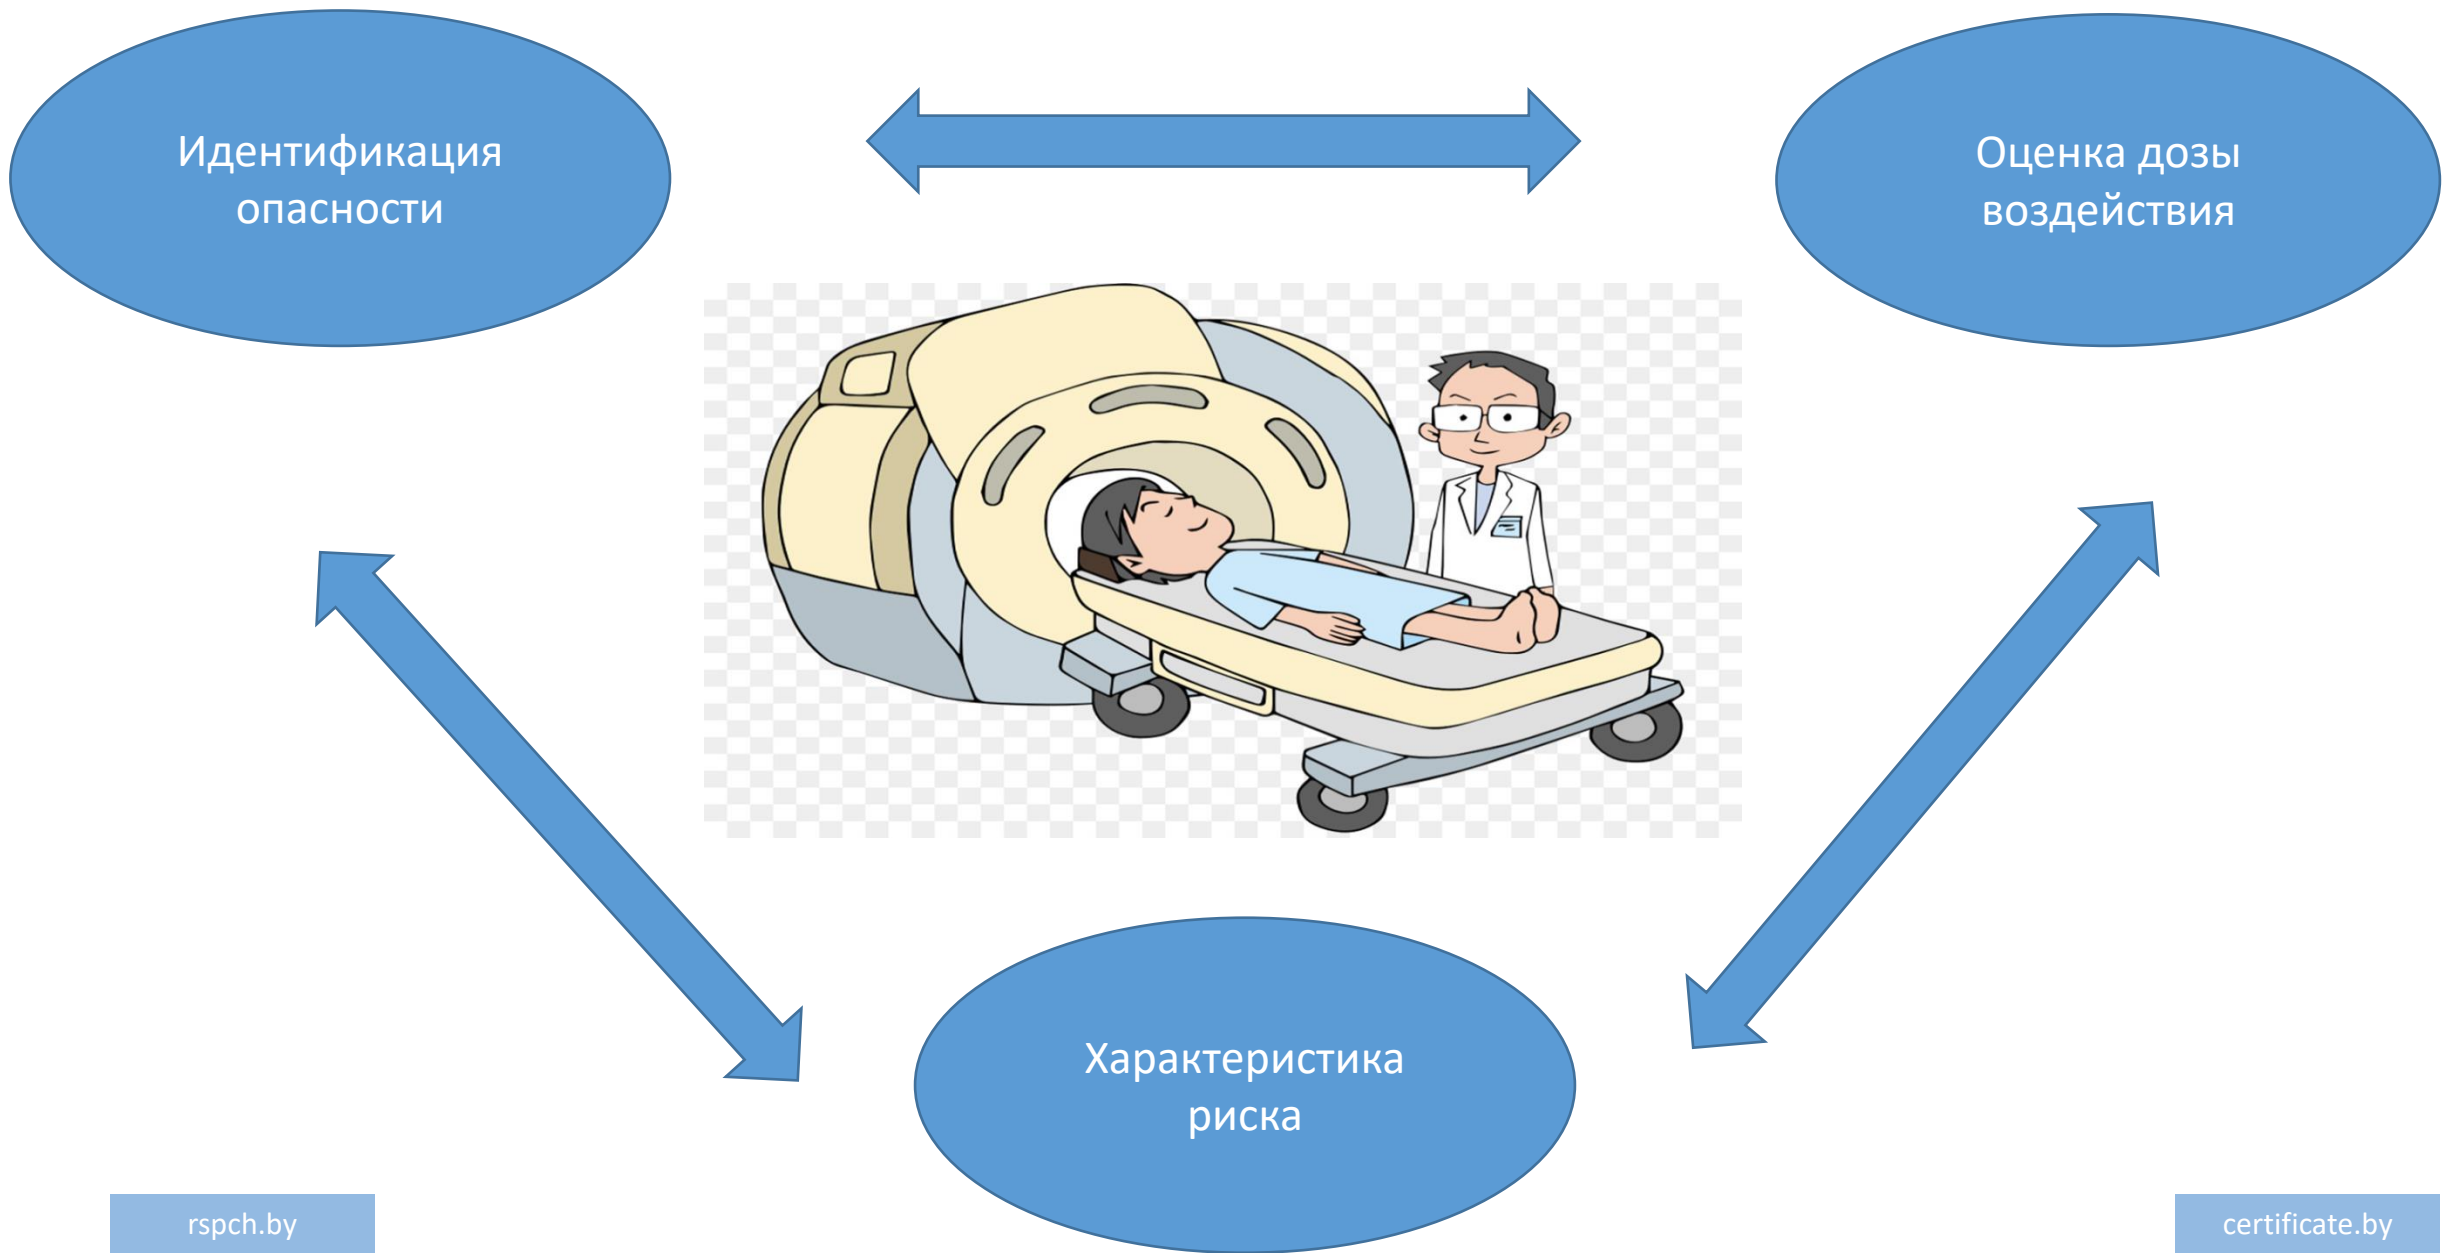 Идентификация
опасности
Оценка дозы
воздействия
Характеристика
риска
rspch.by
certificate.by